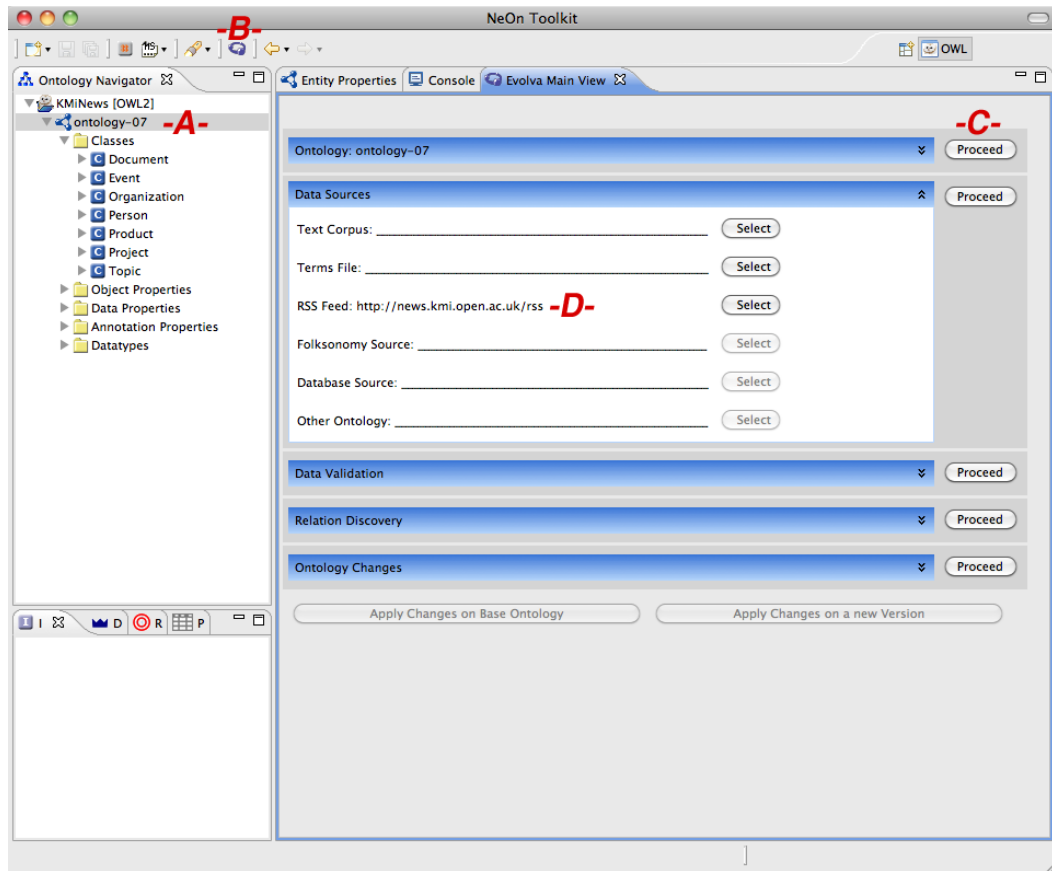 NeOn Toolkit
-B-
OWL
Ontology Navigator
KMiNews [OWL2]
ontology-07 -A-
Classes
Document
Event
Organization
Person
Product
Project
Topic
Object Properties
Data Properties
Annotation Properties
Datatypes
I D R P
Entity Properties Console Evolva Main View
-C-
Ontology: ontology-07 Proceed
Data Sources Proceed
Text Corpus: Select
Terms File: Select
RSS Feed: http://news.kmi.open.ac.uk/rss -D- Select
Folksonomy Source: Select
Database Source: Select
Other Ontology: Select
Data Validation Proceed
Relation Discovery Proceed
Ontology Changes Proceed
Apply Changes on Base Ontology Apply Changes on a new Version